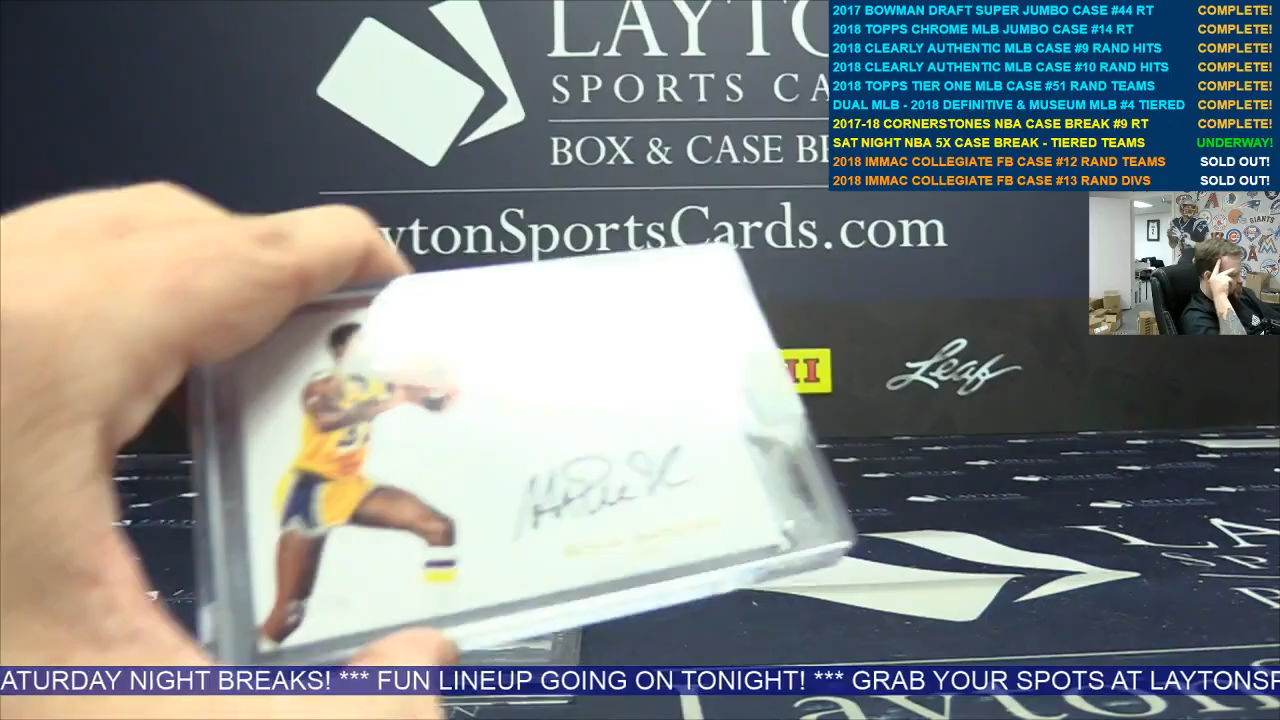 LAYTO
SPORTS CA
BOX & CASE BR
ytonSportsCards.com
2017 BOWMAN DRAFT SUPER JUMBO CASE #44 RT COMPLETE!
2018 TOPPS CHROME MLB JUMBO CASE #14 RT COMPLETE!
2018 CLEARLY AUTHENTIC MLB CASE #9 RAND HITS COMPLETE!
2018 CLEARLY AUTHENTIC MLB CASE #10 RAND HITS COMPLETE!
2018 TOPPS TIER ONE MLB CASE #51 RAND TEAMS COMPLETE!
DUAL MLB - 2018 DEFINITIVE & MUSEUM MLB #4 TIERED COMPLETE!
2017-18 CORNERSTONES NBA CASE BREAK #9 RT COMPLETE!
SAT NIGHT NBA 5X CASE BREAK - TIERED TEAMS UNDERWAY!
2018 IMMAC COLLEGIATE FB CASE #12 RAND TEAMS SOLD OUT!
2018 IMMAC COLLEGIATE FB CASE #13 RAND DIVS SOLD OUT!
GIANTS
Leaf
LA
SP
ATURDAY NIGHT BREAKS! *** FUN LINEUP GOING ON TONIGHT! *** GRAB YOUR SPOTS AT LAYTONSP